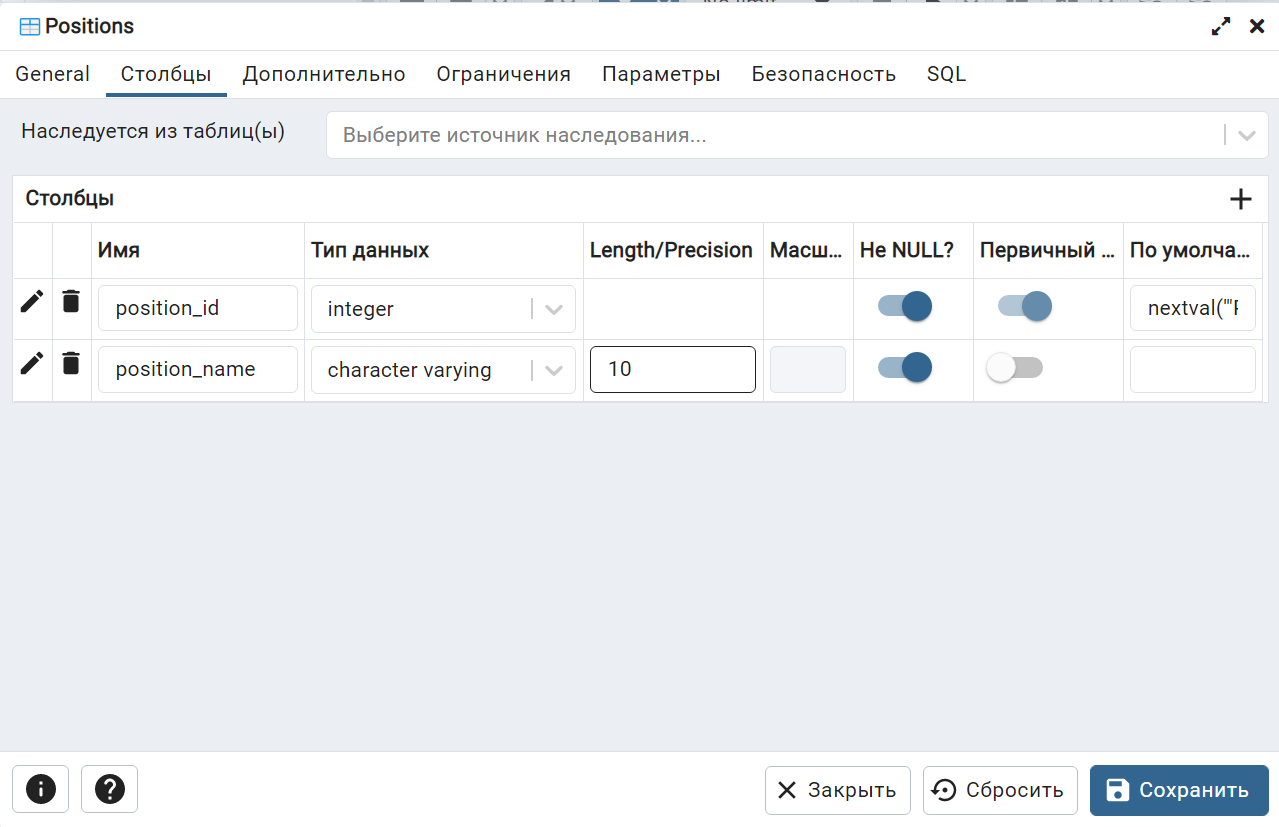 Positions
General Столбцы Дополнительно Ограничения Параметры Безопасность SQL
Наследуется из таблиц(ы) Выберите источник наследования...
Столбцы
Имя Тип данных Length/Precision Масш... Не NULL? Первичный ... По умолча...
position_id integer nextval('"
position_name character varying 10
Закрыть Сбросить Сохранить